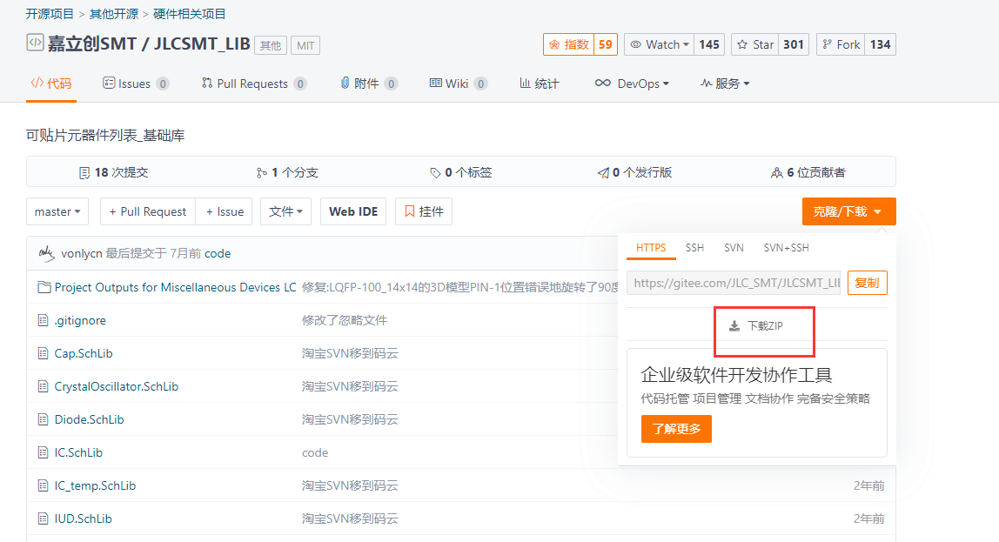 开源项目 > 其他开源 > 硬件相关项目
嘉立创SMT / JLCSMT_LIB 其他 MIT
指数 59 Watch 145 Star 301 Fork 134
代码 Issues 0 Pull Requests 0 附件 0 Wiki 0 统计 DevOps 服务
可贴片元器件列表_基础库
18 次提交 1 个分支 0 个标签 0 个发行版 6 位贡献者
master + Pull Request + Issue 文件 Web IDE 挂件 克隆/下载
HTTPS SSH SVN SVN+SSH
vonlycn 最后提交于 7月前 code
https://gitee.com/JLC_SMT/JLCSMT_LI 复制
Project Outputs for Miscellaneous Devices LC 修复:LQFP-100_14x14的3D模型PIN-1位置错误地旋转了90度
.gitignore 修改了忽略文件
下载ZIP
Cap.SchLib 淘宝SVN移到码云
企业级软件开发协作工具
CrystalOscillator.SchLib 淘宝SVN移到码云
代码托管 项目管理 文档协作 完备安全策略
Diode.SchLib 淘宝SVN移到码云
了解更多
IC.SchLib code
IC_temp.SchLib 淘宝SVN移到码云 2年前
IUD.SchLib 淘宝SVN移到码云 2年前